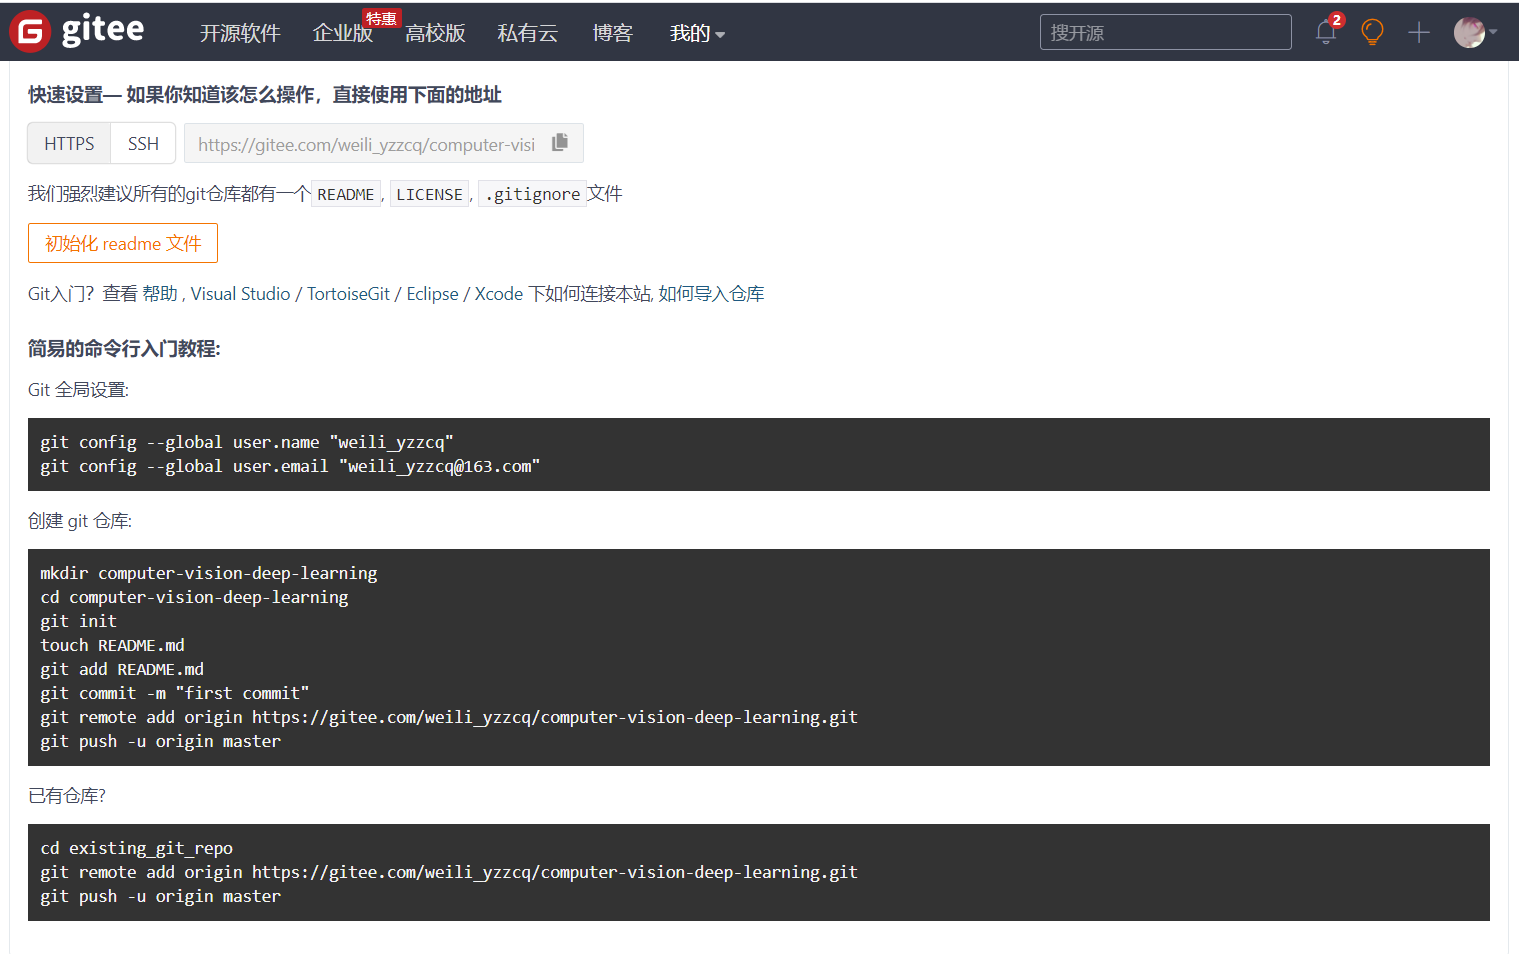 gitee 开源软件 企业版 特惠 高校版 私有云 博客 我的 搜开源 2
快速设置— 如果你知道该怎么操作，直接使用下面的地址
HTTPS SSH https://gitee.com/weili_yzzcq/computer-visi
我们强烈建议所有的git仓库都有一个 README, LICENSE, .gitignore文件
初始化 readme 文件
Git入门？查看 帮助 , Visual Studio / TortoiseGit / Eclipse / Xcode 下如何连接本站, 如何导入仓库
简易的命令行入门教程:
Git 全局设置:
git config --global user.name "weili_yzzcq"
git config --global user.email "weili_yzzcq@163.com"
创建 git 仓库:
mkdir computer-vision-deep-learning
cd computer-vision-deep-learning
git init
touch README.md
git add README.md
git commit -m "first commit"
git remote add origin https://gitee.com/weili_yzzcq/computer-vision-deep-learning.git
git push -u origin master
已有仓库?
cd existing_git_repo
git remote add origin https://gitee.com/weili_yzzcq/computer-vision-deep-learning.git
git push -u origin master